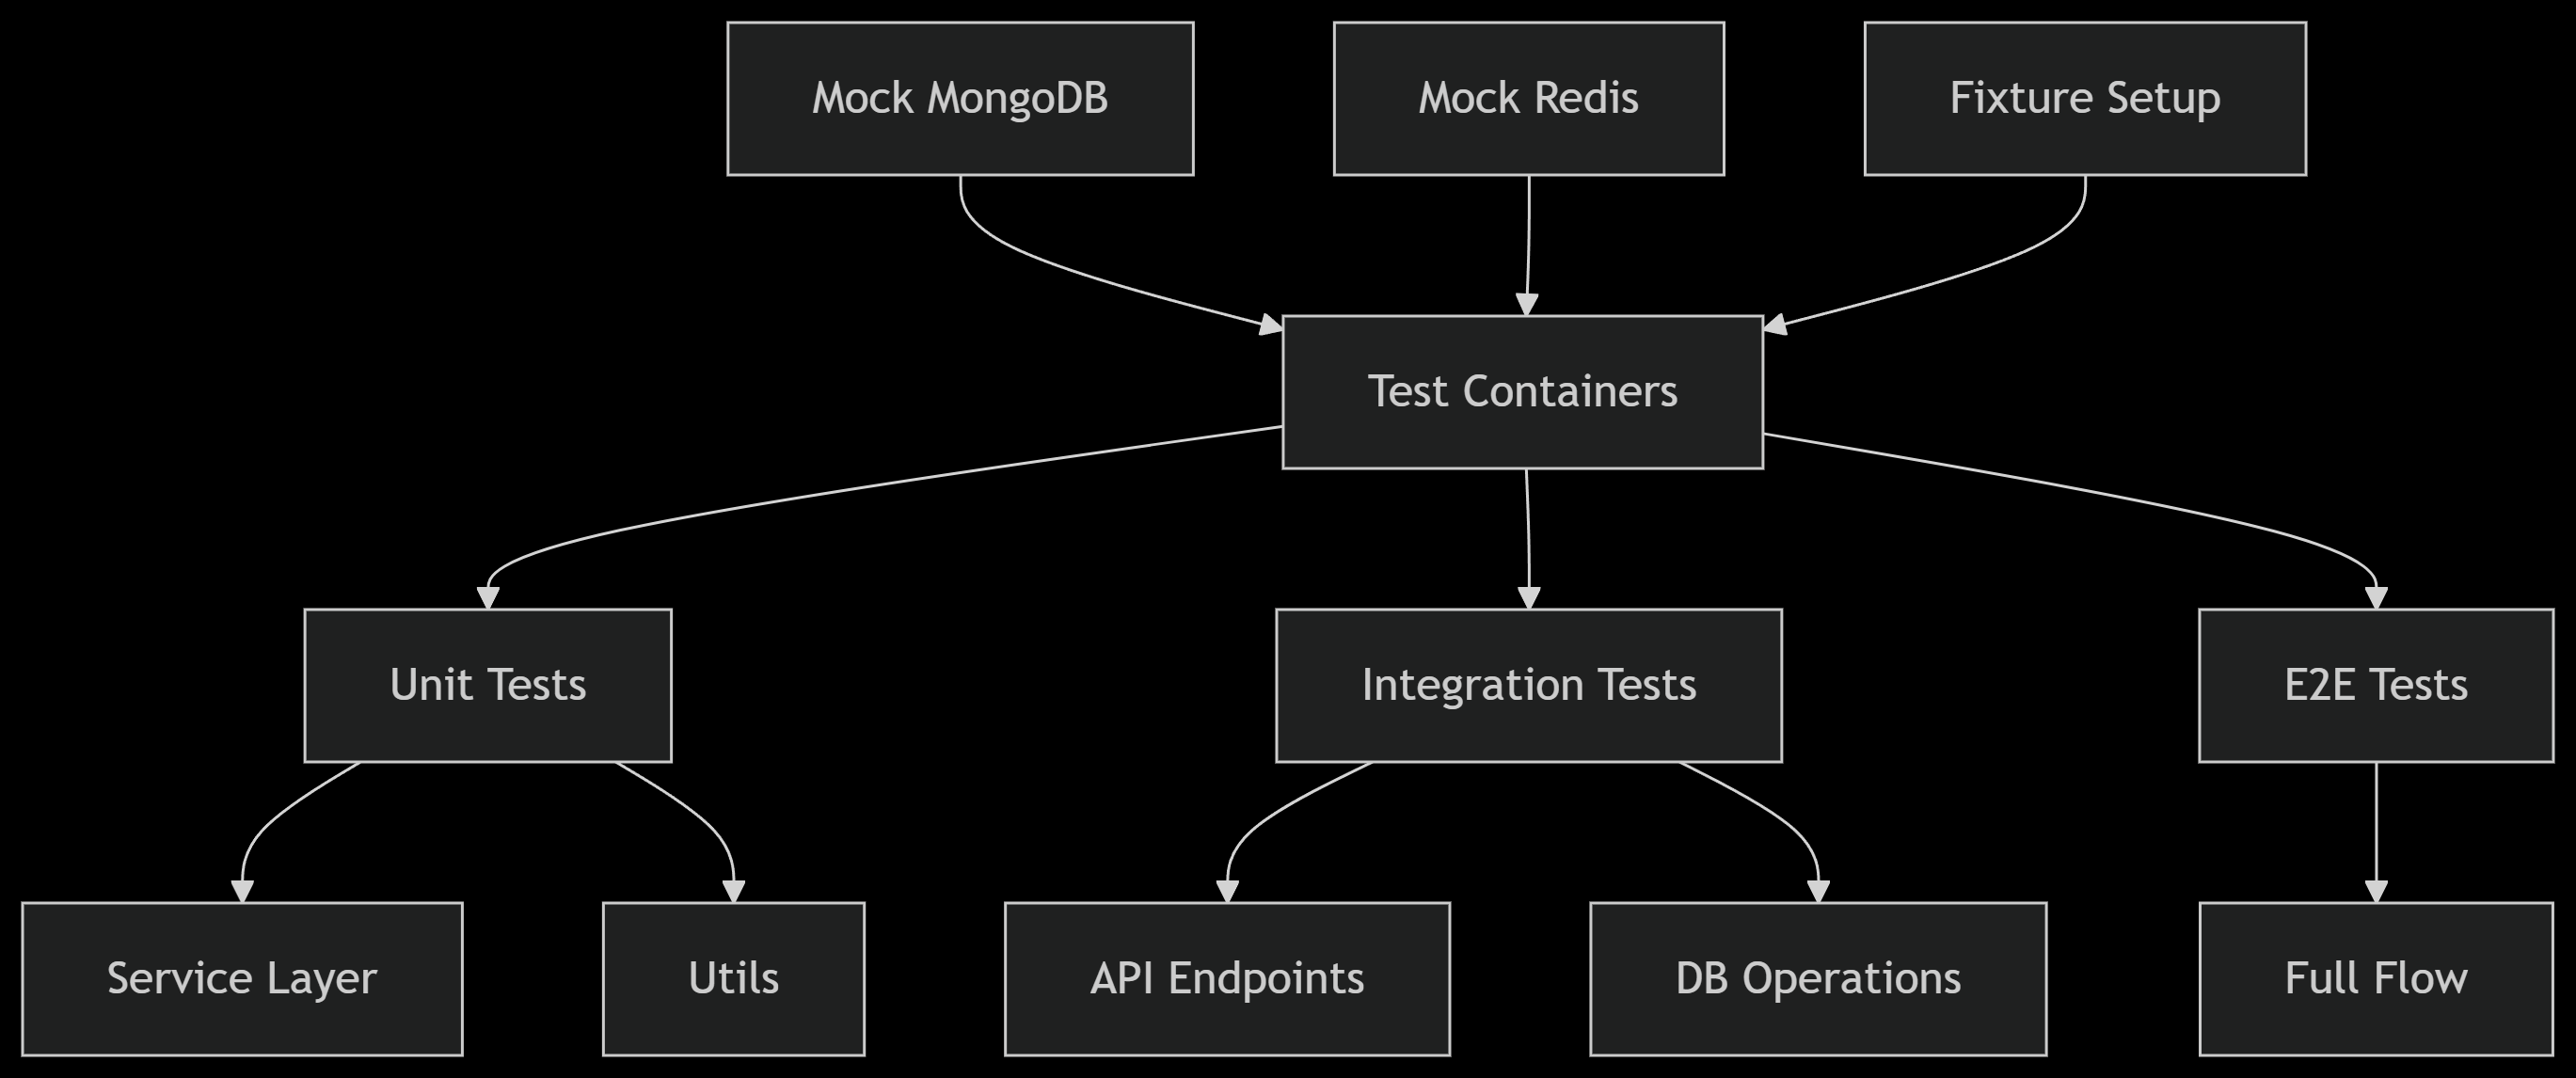 Mock MongoDB
Mock Redis
Fixture Setup
Test Containers
Unit Tests
Integration Tests
E2E Tests
Service Layer
Utils
API Endpoints
DB Operations
Full Flow